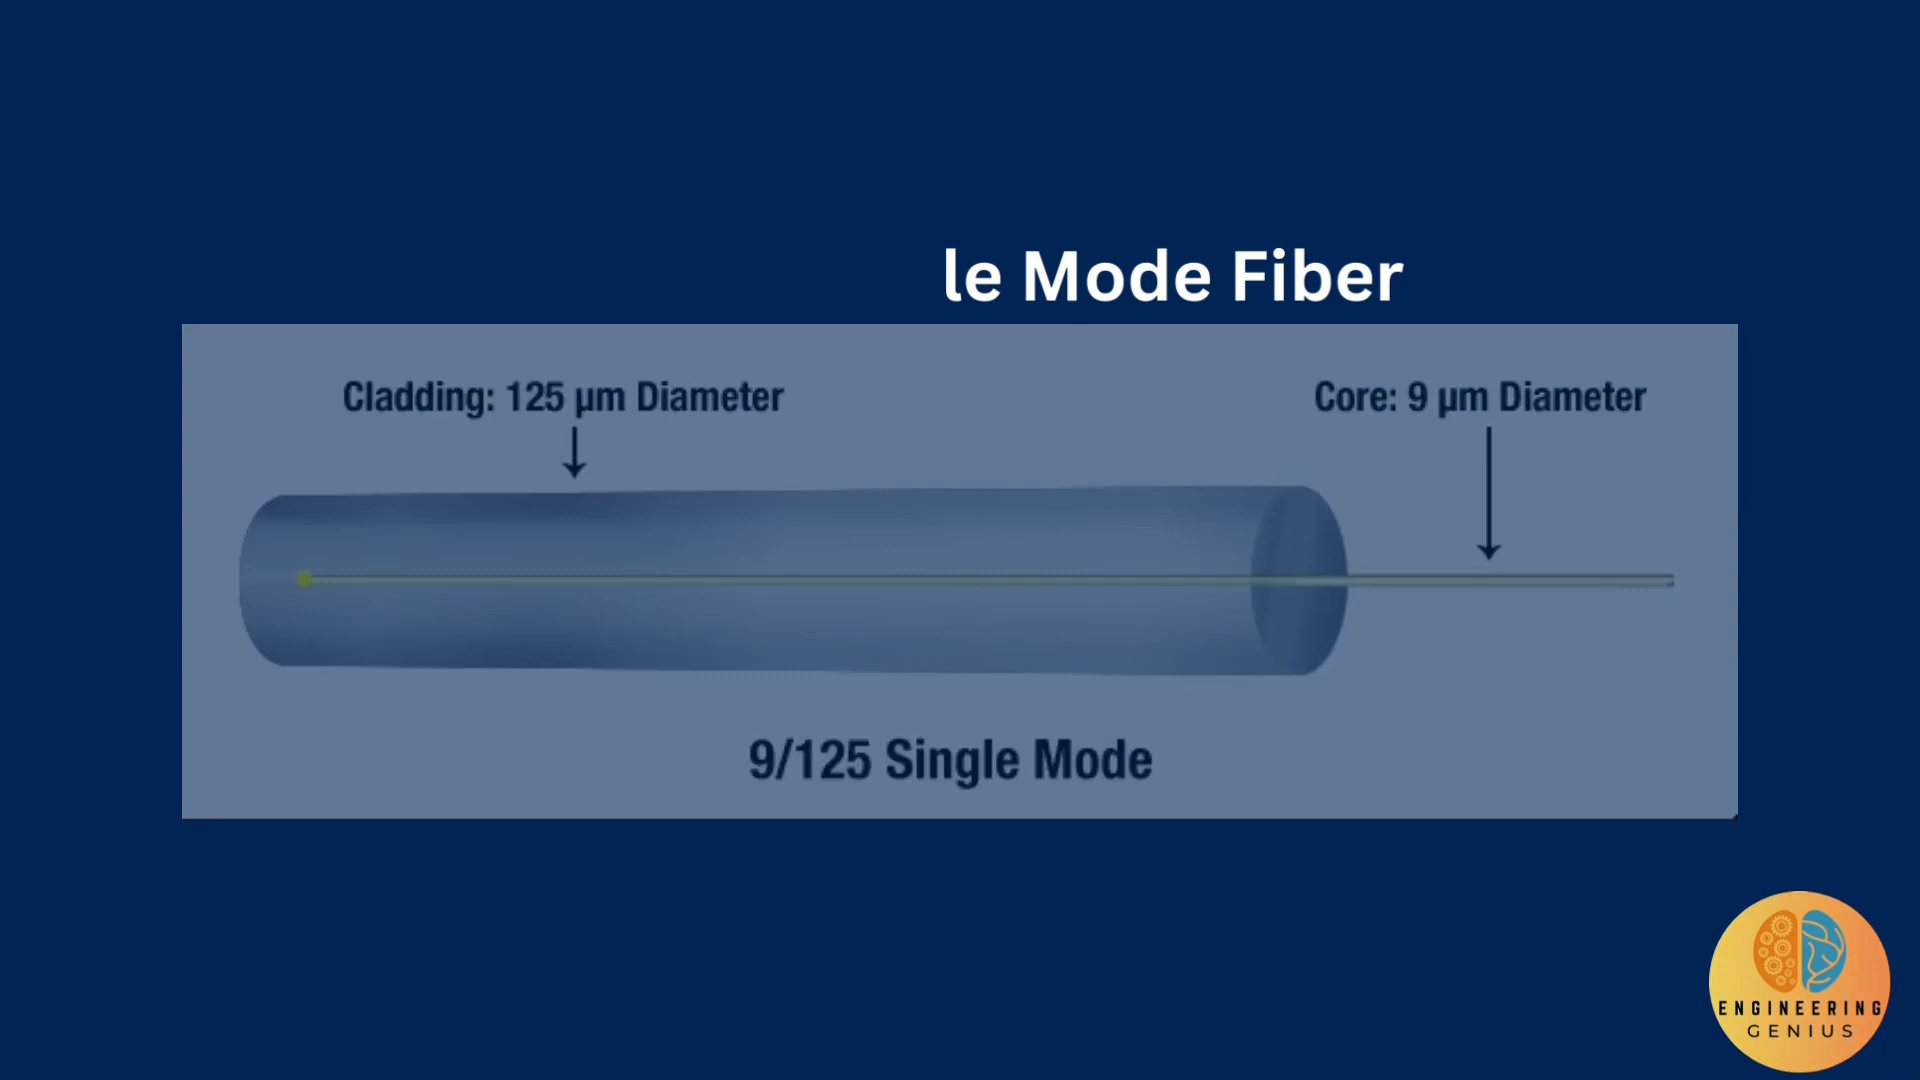 le Mode Fiber
Cladding: 125 µm Diameter
Core: 9 µm Diameter
9/125 Single Mode
ENGINEERING
GENIUS